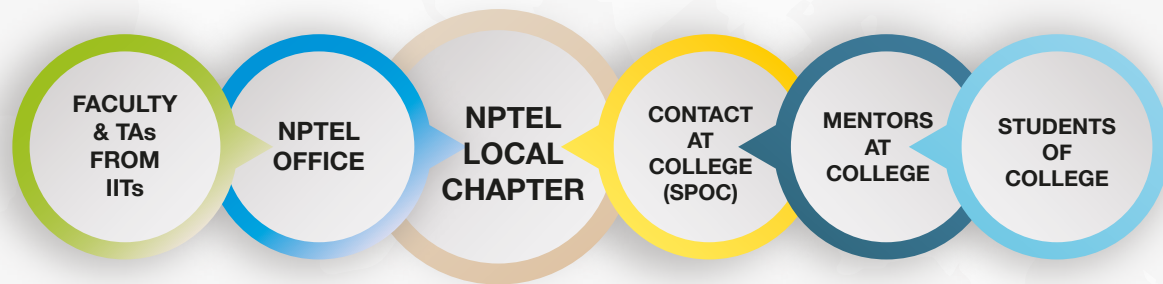 FACULTY
& TAs
FROM
IITs
NPTEL
OFFICE
NPTEL
LOCAL
CHAPTER
CONTACT
AT
COLLEGE
(SPOC)
MENTORS
AT
COLLEGE
STUDENTS
OF
COLLEGE